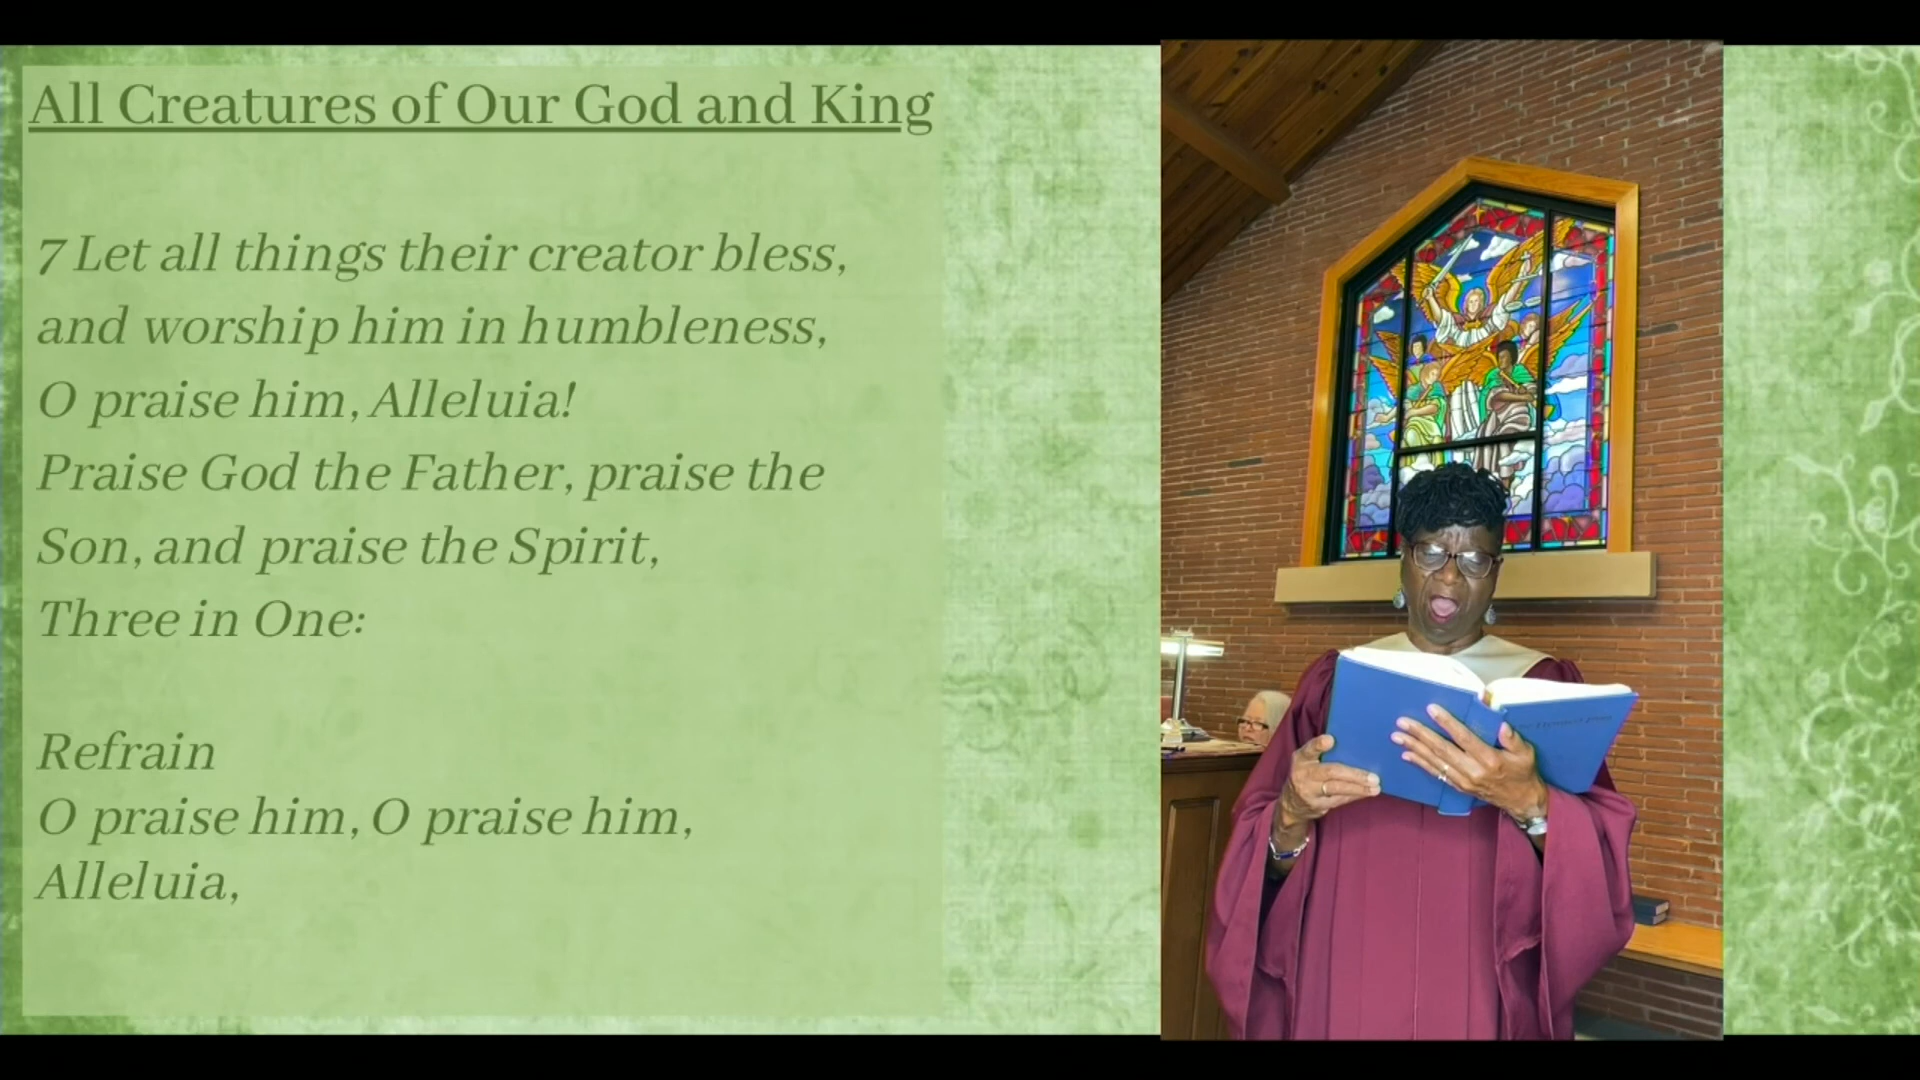 All Creatures of Our God and King
7 Let all things their creator bless,
and worship him in humbleness,
O praise him, Alleluia!
Praise God the Father, praise the
Son, and praise the Spirit,
Three in One:
Refrain
O praise him, O praise him,
Alleluia,